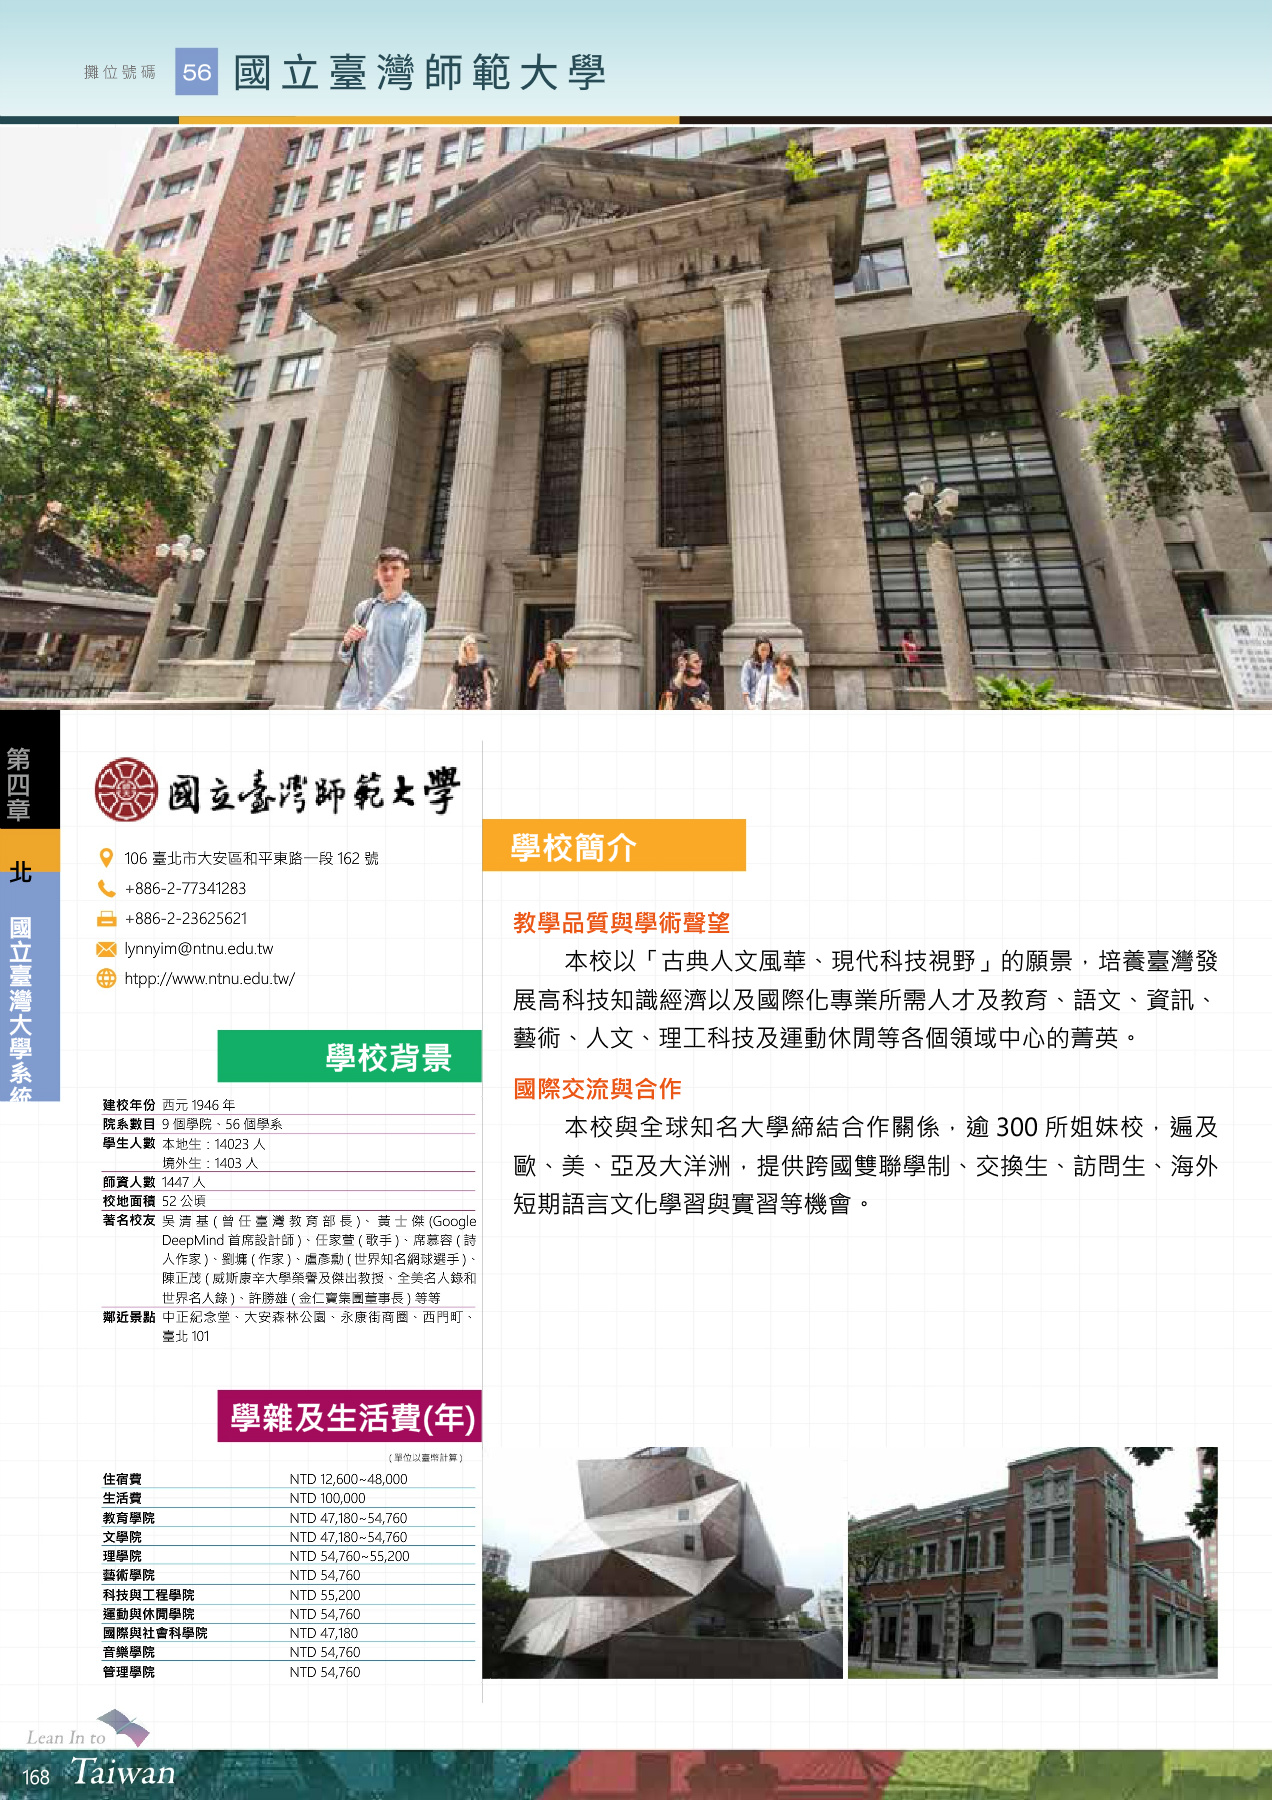 攤位號碼 56 國立臺灣師範大學
第四章
北
國立臺灣大學系統
國立臺灣師範大學
106 臺北市大安區和平東路一段 162 號
+886-2-77341283
+886-2-23625621
lynnyim@ntnu.edu.tw
htpp://www.ntnu.edu.tw/
學校背景
建校年份 西元 1946 年
院系數目 9 個學院、56 個學系
學生人數 本地生：14023 人
境外生：1403 人
師資人數 1447 人
校地面積 52 公頃
著名校友 吳清基(曾任臺灣教育部長)、黃士傑(Google
DeepMind 首席設計師)、任家萱(歌手)、席慕容(詩
人作家)、劉墉(作家)、盧彥勳(世界知名網球選手)、
陳正茂(威斯康辛大學榮譽及傑出教授、全美名人錄和
世界名人錄)、許勝雄(金仁寶集團董事長)等等
鄰近景點 中正紀念堂、大安森林公園、永康街商圈、西門町、
臺北 101
學雜及生活費(年)
(單位以臺幣計算)
住宿費 NTD 12,600~48,000
生活費 NTD 100,000
教育學院 NTD 47,180~54,760
文學院 NTD 47,180~54,760
理學院 NTD 54,760~55,200
藝術學院 NTD 54,760
科技與工程學院 NTD 55,200
運動與休閒學院 NTD 54,760
國際與社會科學院 NTD 47,180
音樂學院 NTD 54,760
管理學院 NTD 54,760
學校簡介
教學品質與學術聲望
本校以「古典人文風華、現代科技視野」的願景，培養臺灣發
展高科技知識經濟以及國際化專業所需人才及教育、語文、資訊、
藝術、人文、理工科技及運動休閒等各個領域中心的菁英。
國際交流與合作
本校與全球知名大學締結合作關係，逾 300 所姐妹校，遍及
歐、美、亞及大洋洲，提供跨國雙聯學制、交換生、訪問生、海外
短期語言文化學習與實習等機會。
Lean In to
Taiwan
168